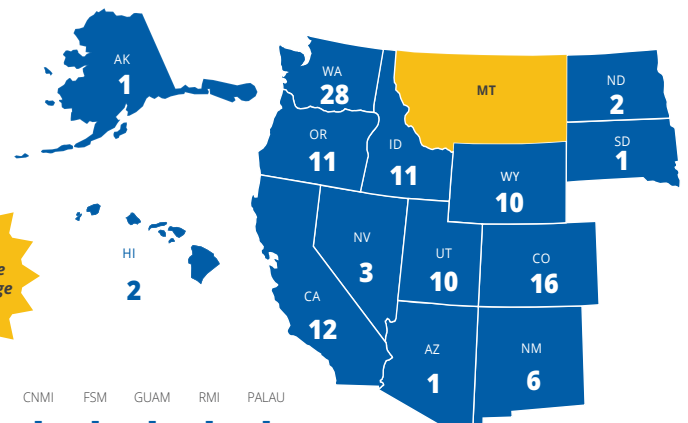 AK
1
WA
28
MT
ND
2
OR
11
ID
11
SD
1
WY
10
HI
2
NV
3
UT
10
CO
16
CA
12
AZ
1
NM
6
CNMI FSM GUAM RMI PALAU